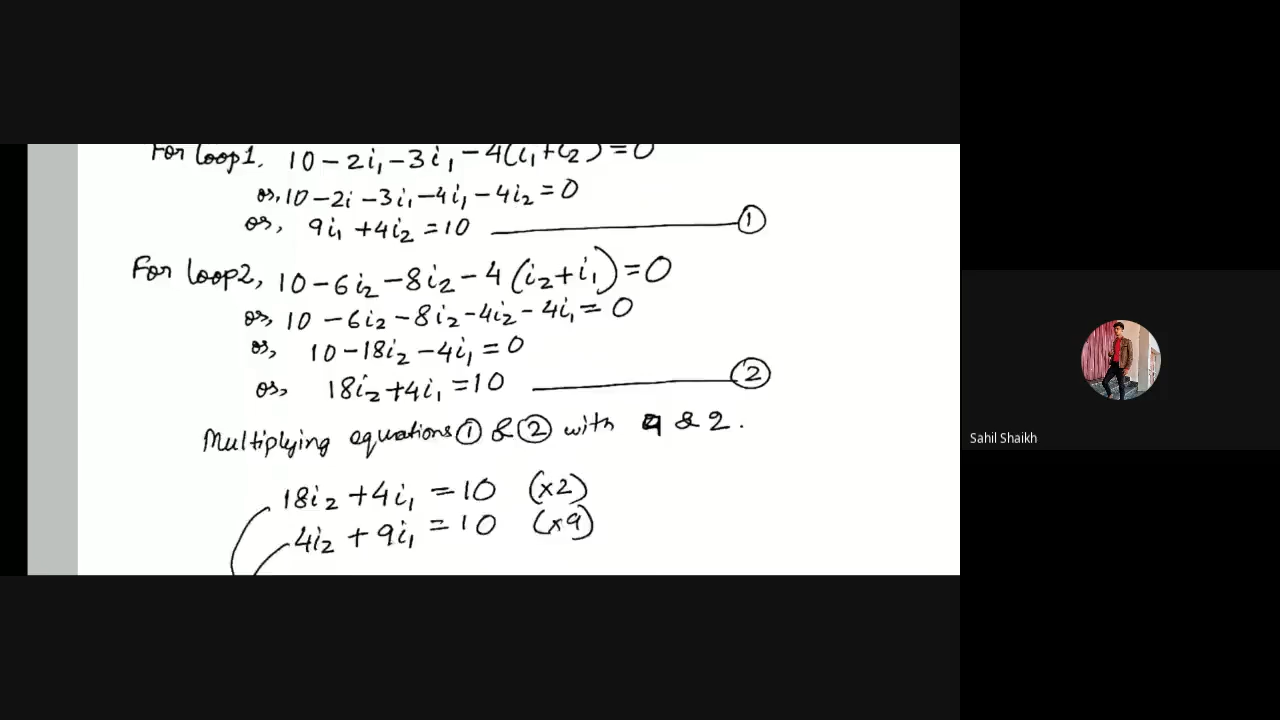 For loop1, 10-2i₁-3i₁-4(i₁+i₂)=0
or, 10-2i-3i₁-4i₁-4i₂=0
or, 9i₁+4i₂=10 ①
For loop2, 10-6i₂-8i₂-4(i₂+i₁)=0
or, 10-6i₂-8i₂-4i₂-4i₁=0
or, 10-18i₂-4i₁=0
or, 18i₂+4i₁=10 ②
Multiplying equations ① & ② with 9 & 2.
18i₂+4i₁=10 (x2)
4i₂+9i₁=10 (x9)
Sahil Shaikh